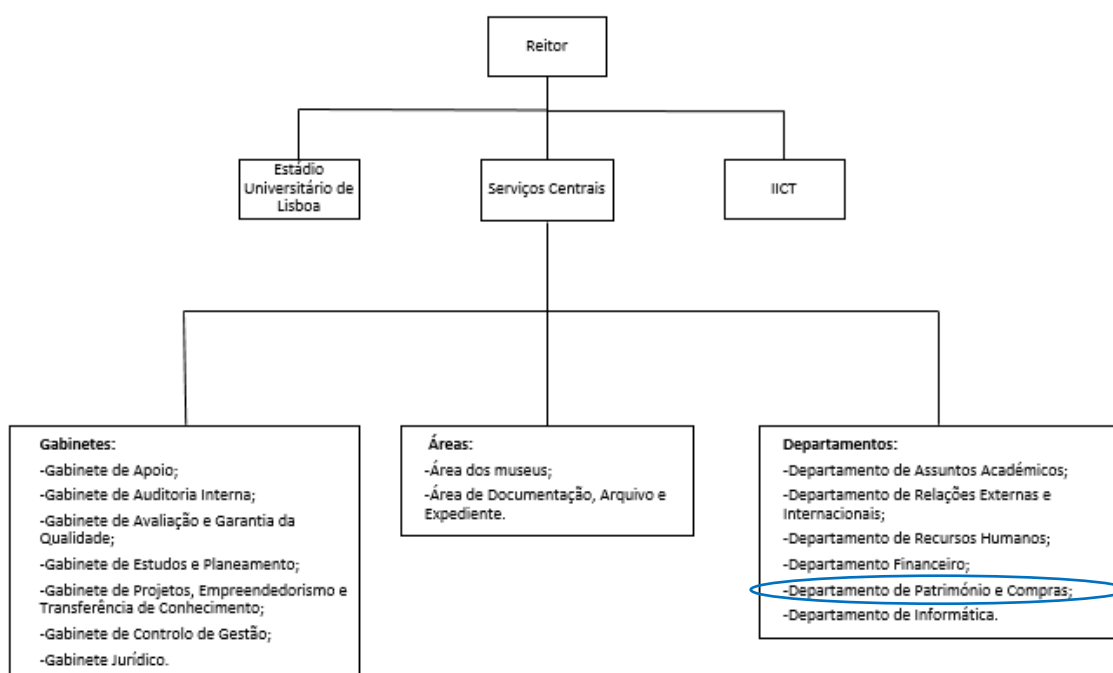 Reitor
Estádio
Universitário de
Lisboa
Serviços Centrais
IICT
Gabinetes:
-Gabinete de Apoio;
-Gabinete de Auditoria Interna;
-Gabinete de Avaliação e Garantia da
Qualidade;
-Gabinete de Estudos e Planeamento;
-Gabinete de Projetos, Empreendedorismo e
Transferência de Conhecimento;
-Gabinete de Controlo de Gestão;
-Gabinete Jurídico.
Áreas:
-Área dos museus;
-Área de Documentação, Arquivo e
Expediente.
Departamentos:
-Departamento de Assuntos Académicos;
-Departamento de Relações Externas e
Internacionais;
-Departamento de Recursos Humanos;
-Departamento Financeiro;
-Departamento de Património e Compras;
-Departamento de Informática.